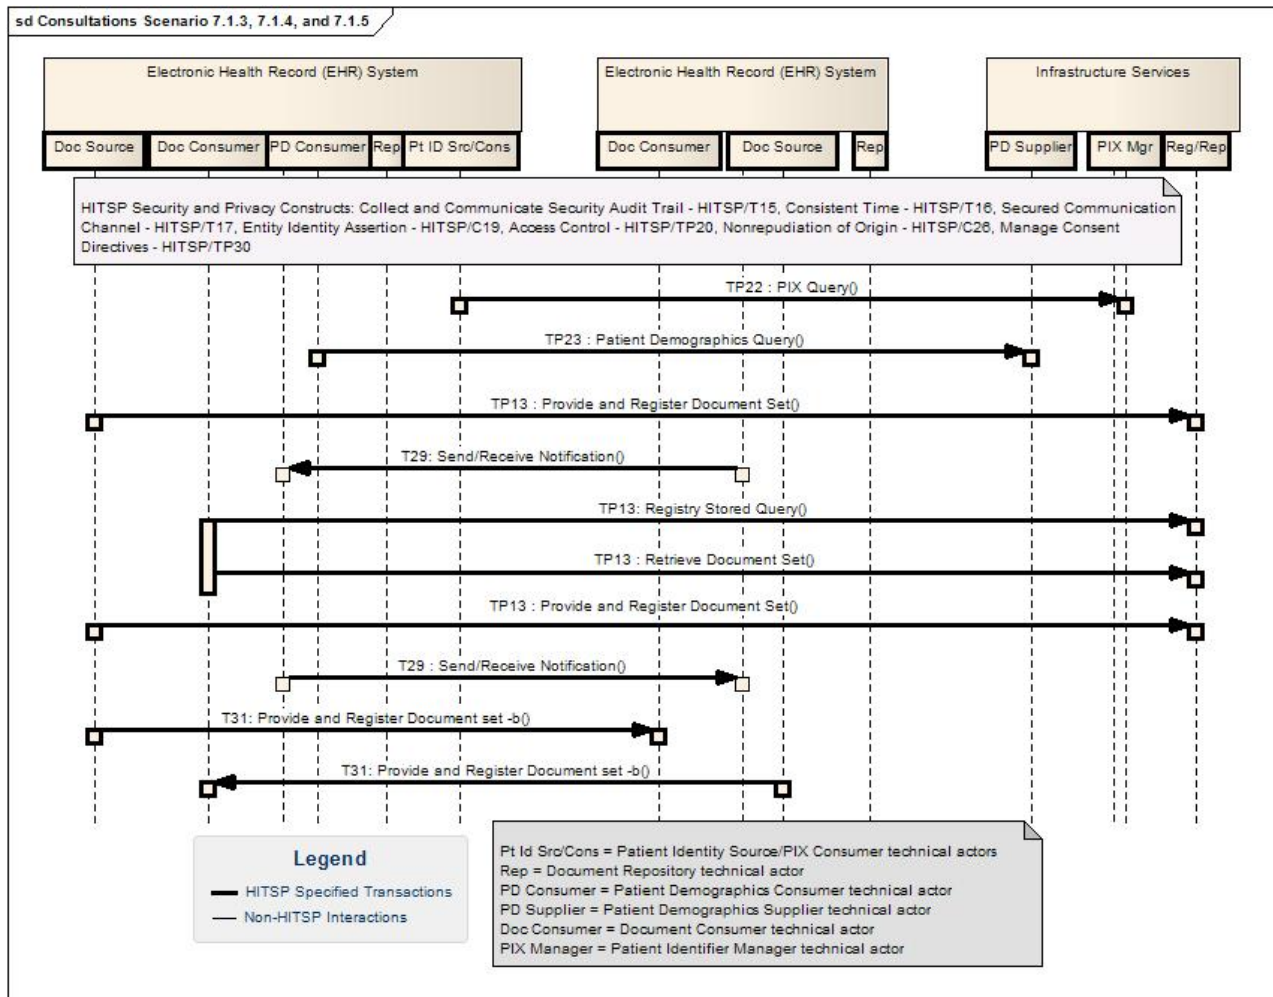 sd Consultations Scenario 7.1.3, 7.1.4, and 7.1.5
Electronic Health Record (EHR) System
Electronic Health Record (EHR) System
Infrastructure Services
Doc Source
Doc Consumer
PD Consumer
Rep
Pt ID Src/Cons
Doc Consumer
Doc Source
Rep
PD Supplier
PIX Mgr
Reg/Rep
HITSP Security and Privacy Constructs: Collect and Communicate Security Audit Trail - HITSP/T15, Consistent Time - HITSP/T16, Secured Communication
Channel - HITSP/T17, Entity Identity Assertion - HITSP/C19, Access Control - HITSP/TP20, Nonrepudiation of Origin - HITSP/C26, Manage Consent
Directives - HITSP/TP30
TP22 : PIX Query()
TP23 : Patient Demographics Query()
TP13 : Provide and Register Document Set()
T29: Send/Receive Notification()
TP13: Registry Stored Query()
TP13 : Retrieve Document Set()
TP13 : Provide and Register Document Set()
T29 : Send/Receive Notification()
T31: Provide and Register Document set -b()
T31: Provide and Register Document set -b()
Legend
HITSP Specified Transactions
Non-HITSP Interactions
Pt Id Src/Cons = Patient Identity Source/PIX Consumer technical actors
Rep = Document Repository technical actor
PD Consumer = Patient Demographics Consumer technical actor
PD Supplier = Patient Demographics Supplier technical actor
Doc Consumer = Document Consumer technical actor
PIX Manager = Patient Identifier Manager technical actor